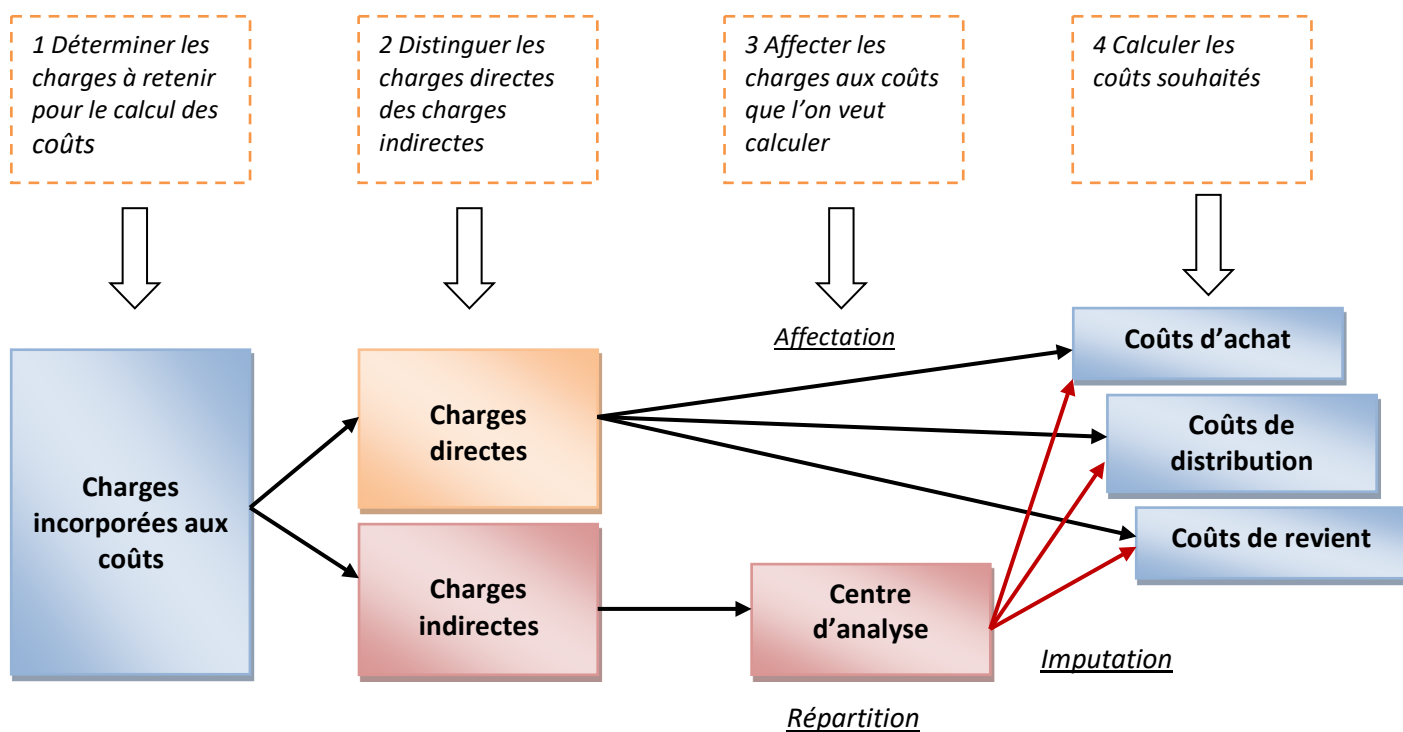 1 Déterminer les
charges à retenir
pour le calcul des
coûts
2 Distinguer les
charges directes
des charges
indirectes
3 Affecter les
charges aux coûts
que l’on veut
calculer
4 Calculer les
coûts souhaités
Affectation
Coûts d’achat
Charges
directes
Coûts de
distribution
Charges
incorporées aux
coûts
Coûts de revient
Charges
indirectes
Centre
d’analyse
Imputation
Répartition